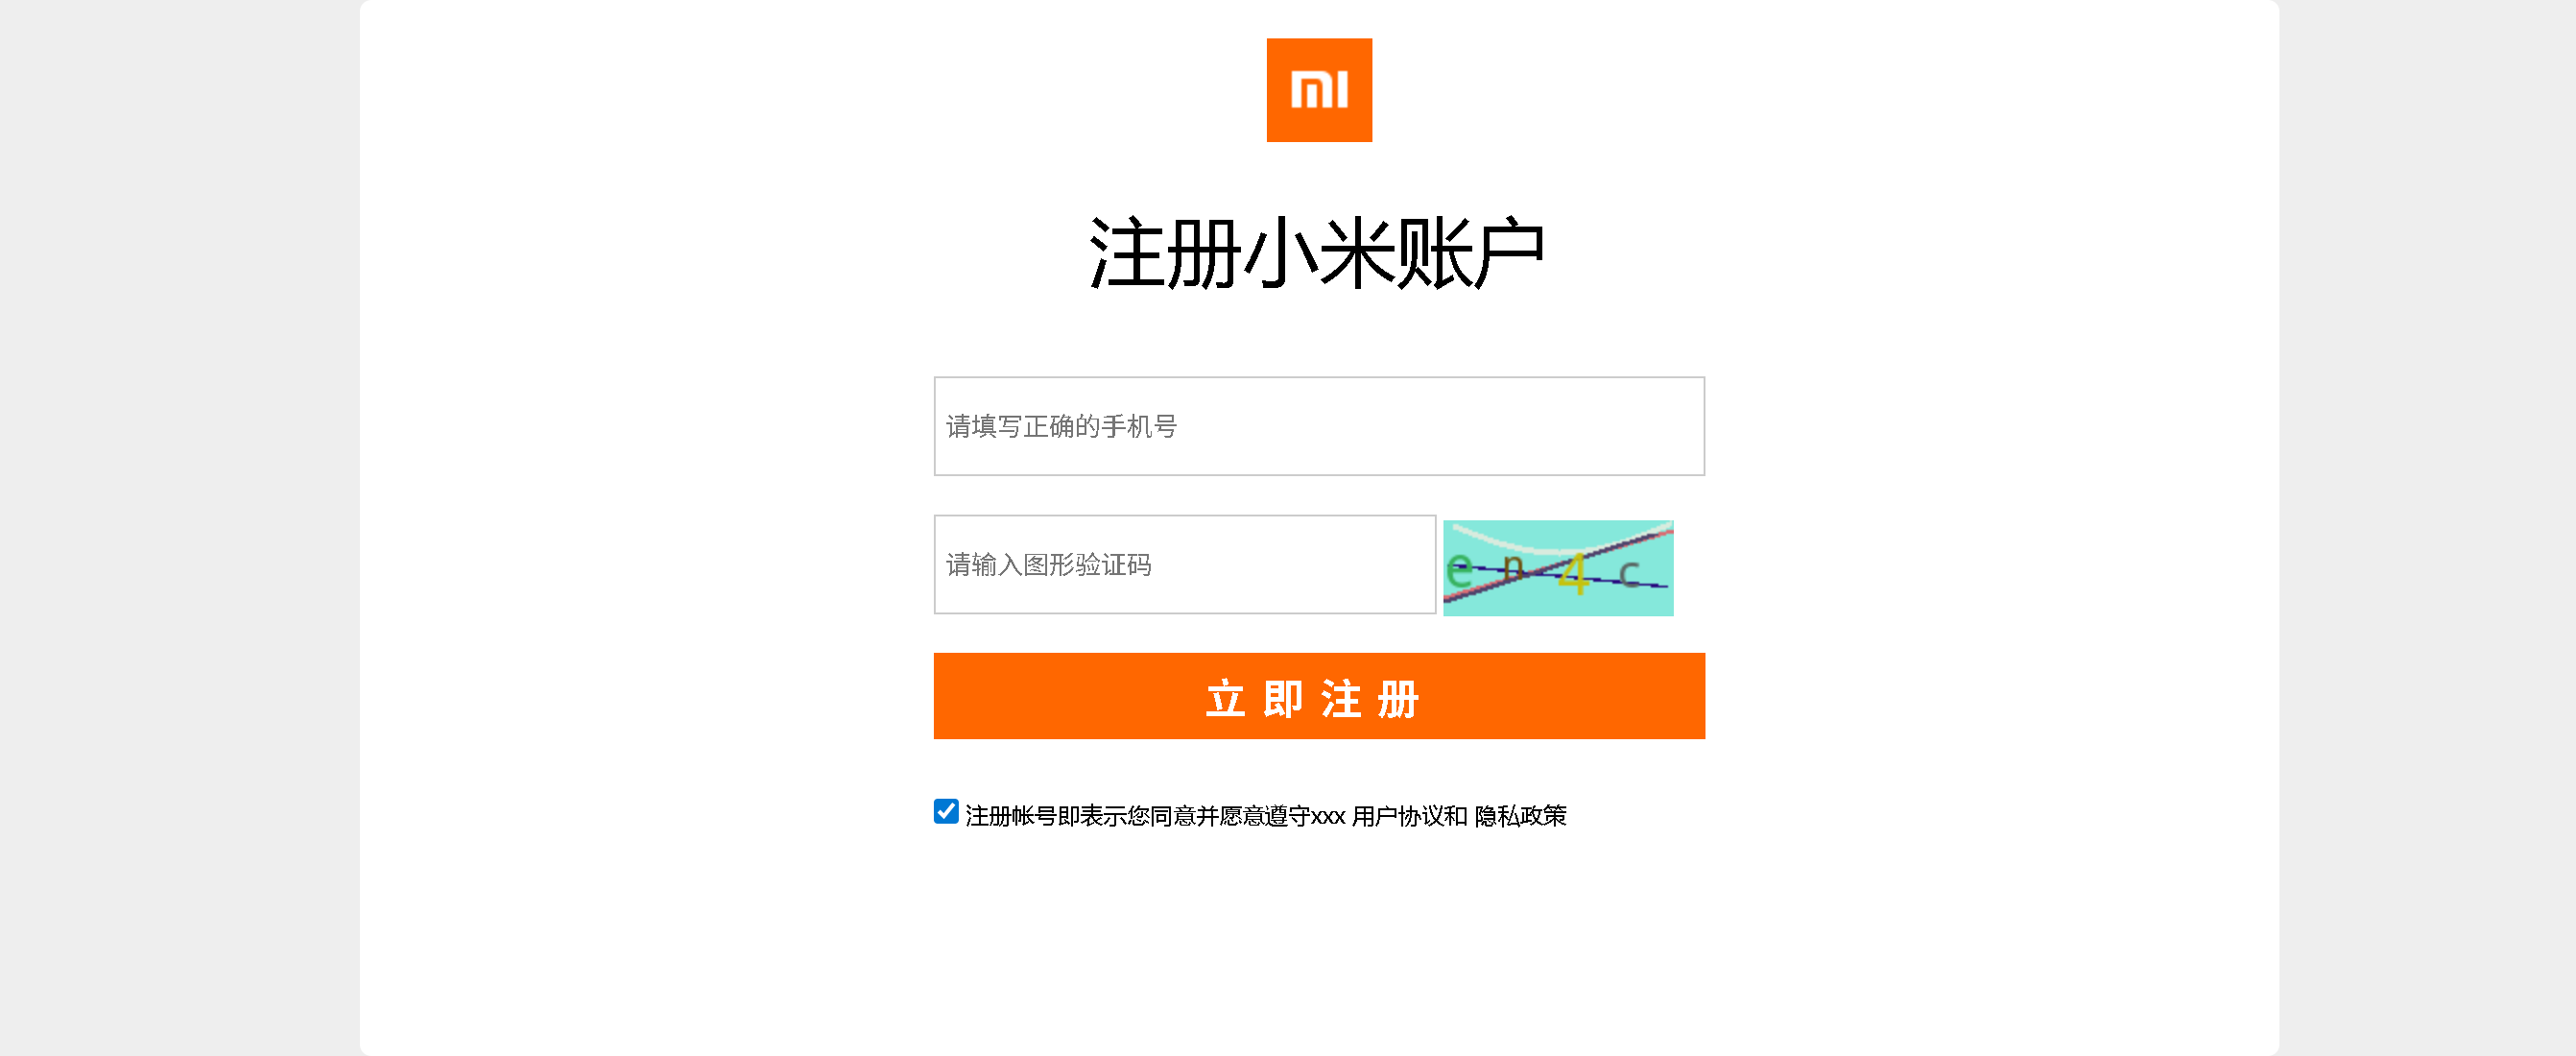 mi
注册小米账户
请填写正确的手机号
请输入图形验证码
en4c
立即注册
注册帐号即表示您同意并愿意遵守xxx 用户协议和 隐私政策